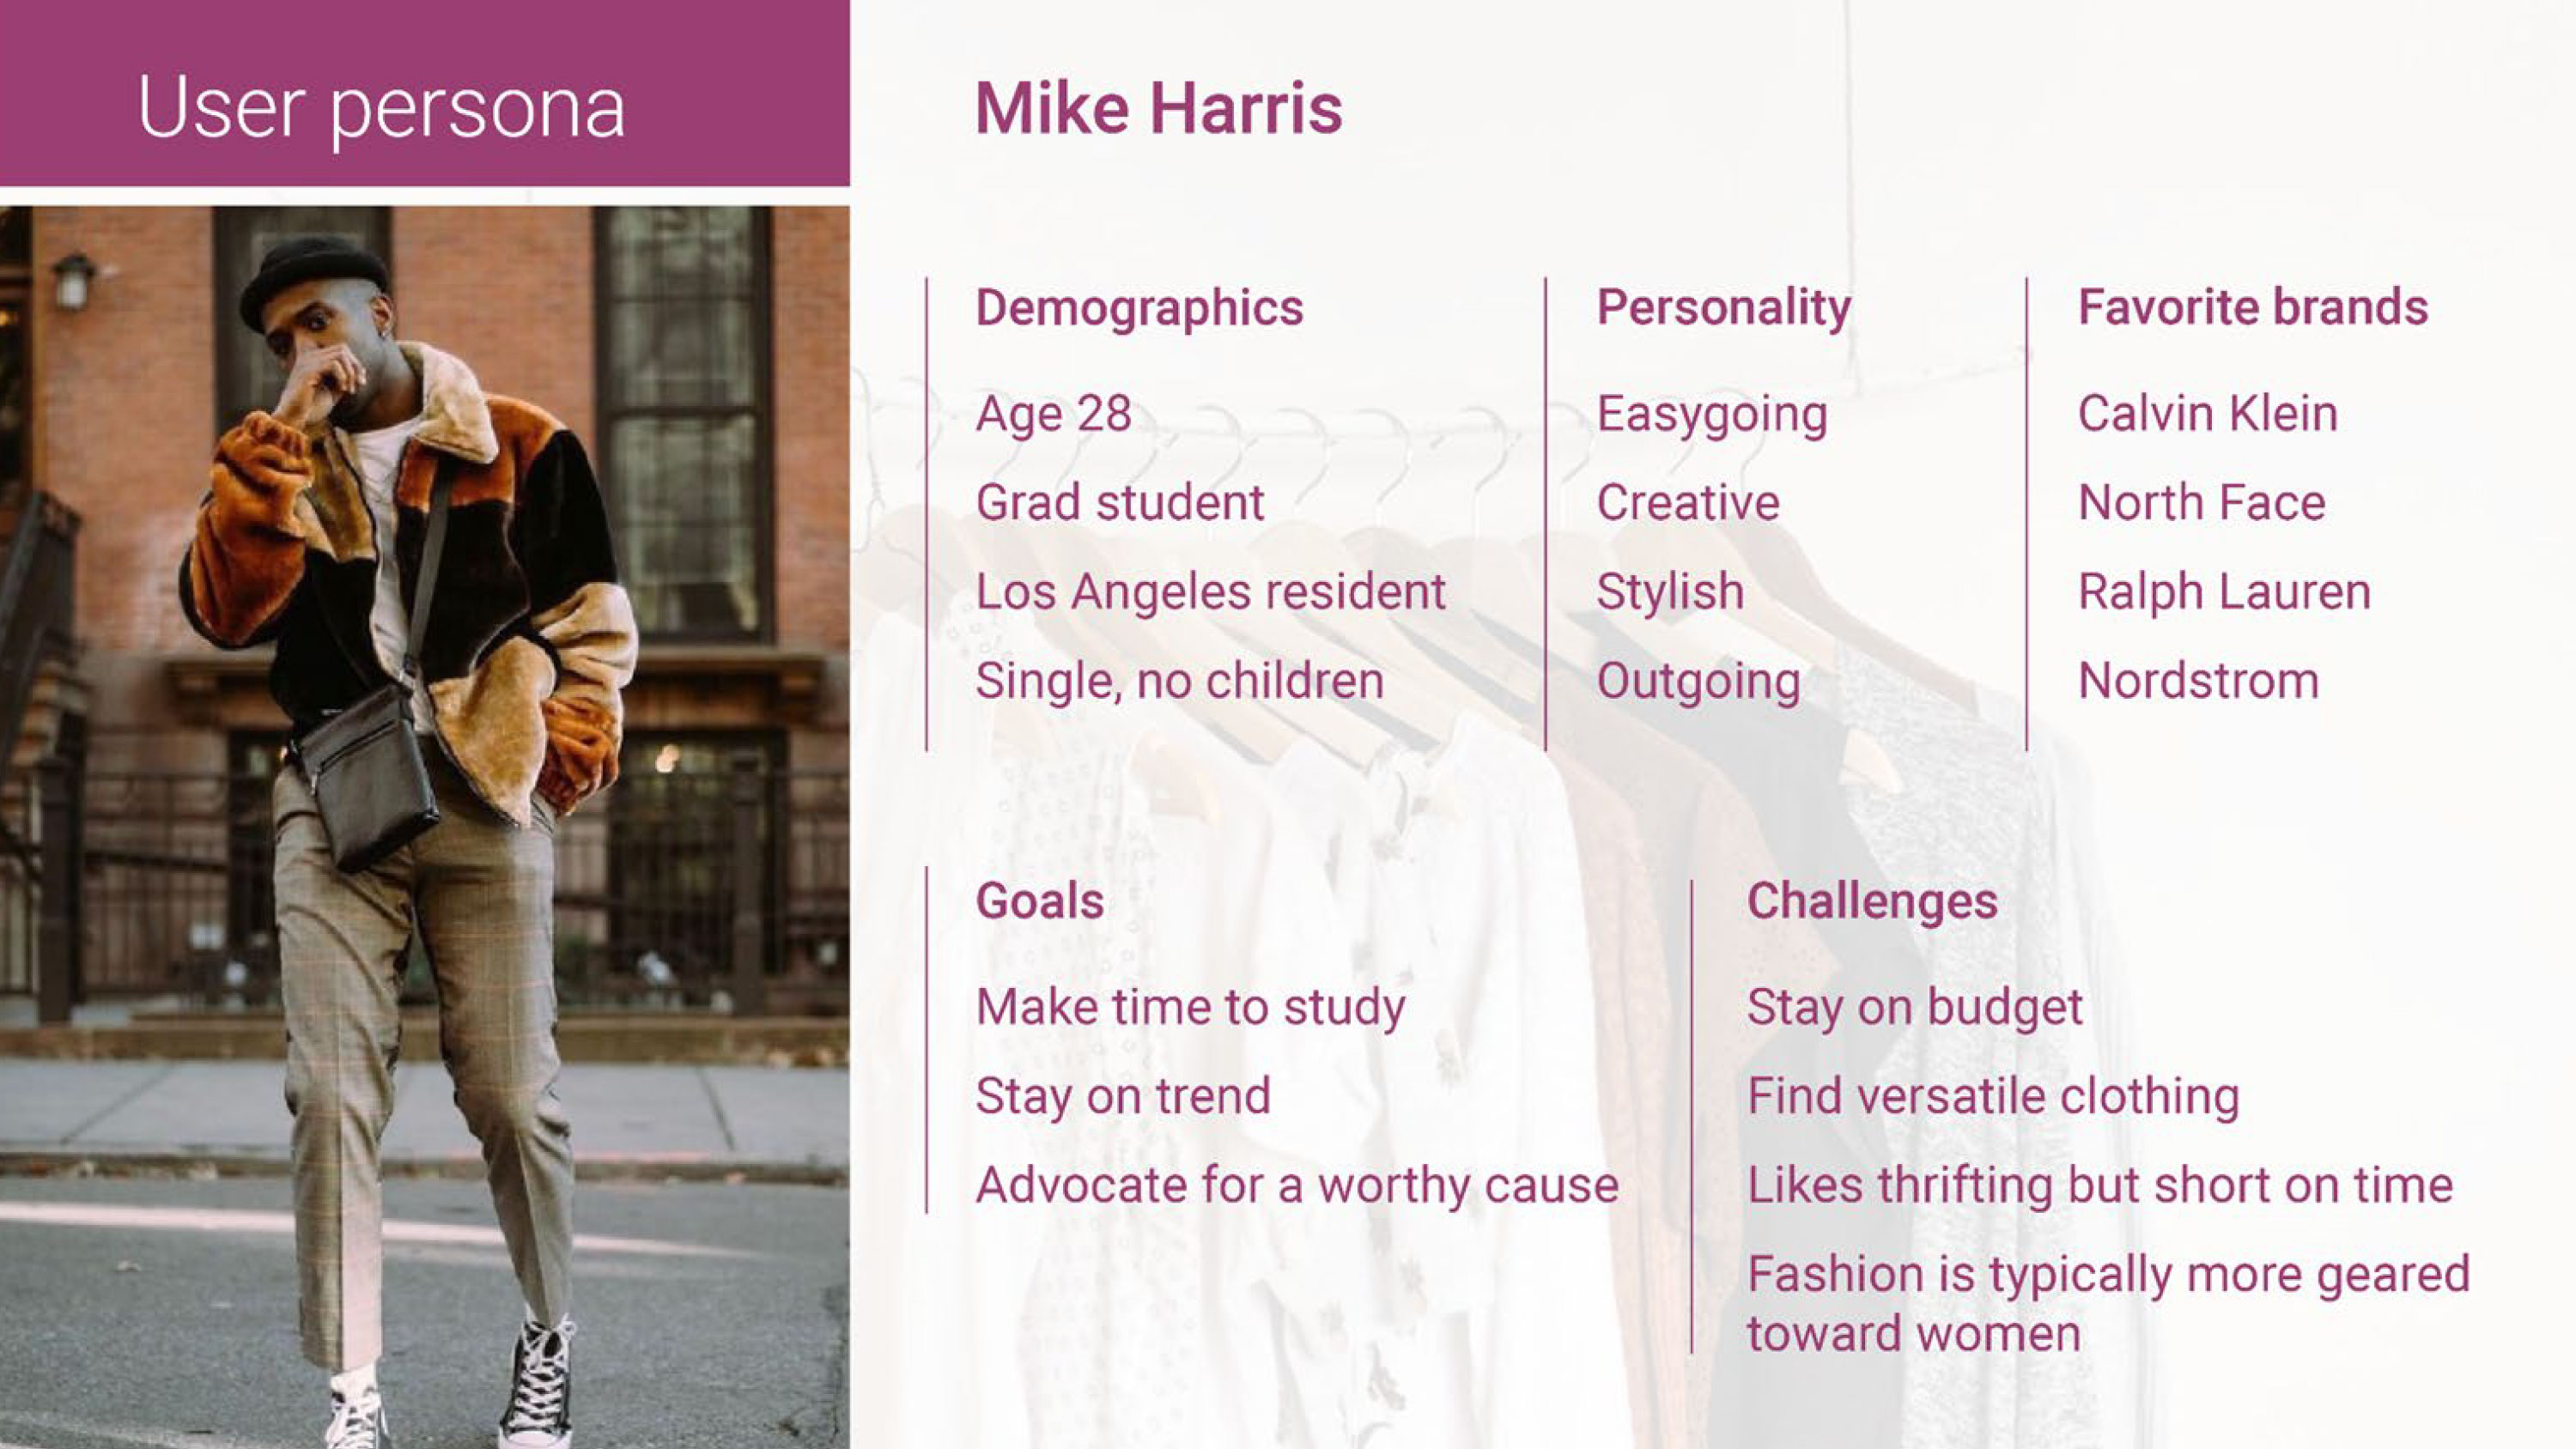 User persona
Mike Harris
Demographics
Age 28
Grad student
Los Angeles resident
Single, no children
Personality
Easygoing
Creative
Stylish
Outgoing
Favorite brands
Calvin Klein
North Face
Ralph Lauren
Nordstrom
Goals
Make time to study
Stay on trend
Advocate for a worthy cause
Challenges
Stay on budget
Find versatile clothing
Likes thrifting but short on time
Fashion is typically more geared
toward women